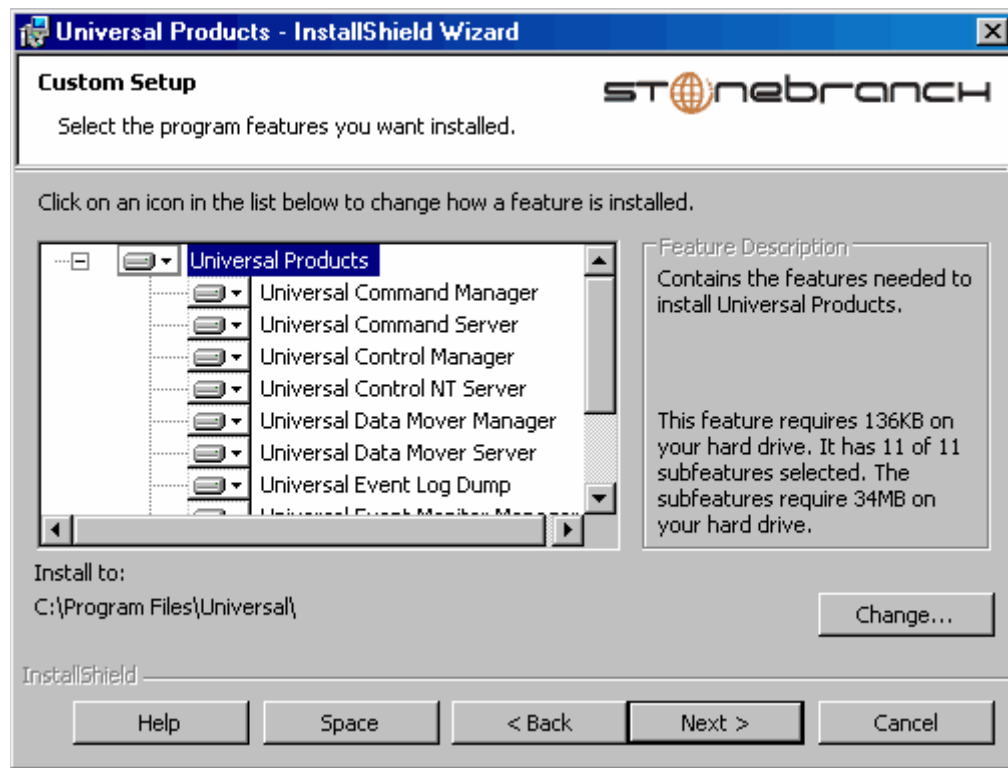 Universal Products - InstallShield Wizard
Custom Setup
STONEBRANCH
Select the program features you want installed.
Click on an icon in the list below to change how a feature is installed.
Universal Products
Universal Command Manager
Universal Command Server
Universal Control Manager
Universal Control NT Server
Universal Data Mover Manager
Universal Data Mover Server
Universal Event Log Dump
Universal Event Monitor Manager
Feature Description
Contains the features needed to
install Universal Products.
This feature requires 136KB on
your hard drive. It has 11 of 11
subfeatures selected. The
subfeatures require 34MB on
your hard drive.
Install to:
C:\Program Files\Universal\
Change...
InstallShield
Help
Space
< Back
Next >
Cancel